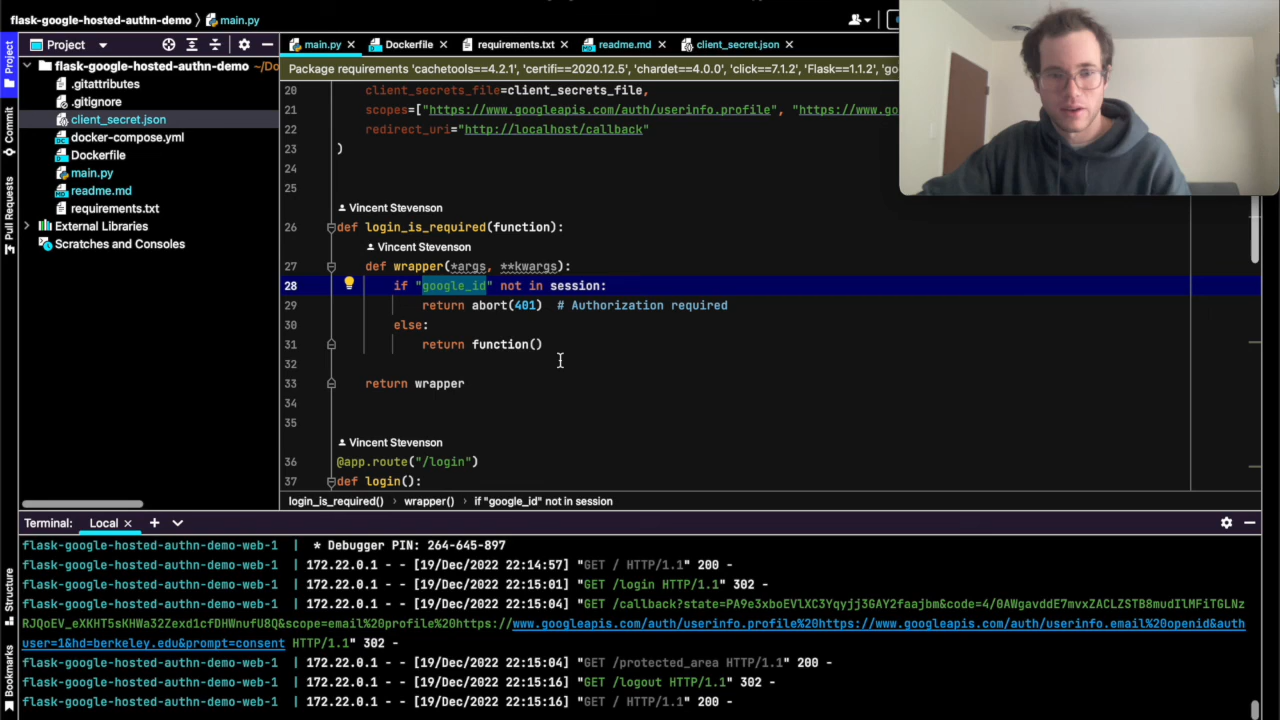 flask-google-hosted-authn-demo 〉 main.py
Project
main.py
Dockerfile
requirements.txt
readme.md
client_secret.json
flask-google-hosted-authn-demo ~/Do
.gitattributes
.gitignore
client_secret.json
docker-compose.yml
Dockerfile
main.py
readme.md
requirements.txt
External Libraries
Scratches and Consoles
Project
Commit
Pull Requests
Structure
Bookmarks
Package requirements 'cachetools==4.2.1', 'certifi==2020.12.5', 'chardet==4.0.0', 'click==7.1.2', 'Flask==1.1.2', 'go
20 client_secrets_file=client_secrets_file,
21 scopes=["https://www.googleapis.com/auth/userinfo.profile", "https://www.go
22 redirect_uri="http://localhost/callback"
23 )
24
25
Vincent Stevenson
26 def login_is_required(function):
Vincent Stevenson
27 def wrapper(*args, **kwargs):
28 if "google_id" not in session:
29 return abort(401) # Authorization required
30 else:
31 return function()
32
33 return wrapper
34
35
Vincent Stevenson
36 @app.route("/login")
37 def login():
login_is_required() 〉 wrapper() 〉 if "google_id" not in session
Terminal: Local × +
flask-google-hosted-authn-demo-web-1 | * Debugger PIN: 264-645-897
flask-google-hosted-authn-demo-web-1 | 172.22.0.1 - - [19/Dec/2022 22:14:57] "GET / HTTP/1.1" 200 -
flask-google-hosted-authn-demo-web-1 | 172.22.0.1 - - [19/Dec/2022 22:15:01] "GET /login HTTP/1.1" 302 -
flask-google-hosted-authn-demo-web-1 | 172.22.0.1 - - [19/Dec/2022 22:15:04] "GET /callback?state=PA9e3xboEVlXC3Yqyjj3GAY2faajbm&code=4/0AWgavddE7mvxZACLZSTB8mudIlMFiTGLNz
RJQoEV_eXKHT5sKHWa32Zexd1cfDHWnufU8Q&scope=email%20profile%20https://www.googleapis.com/auth/userinfo.profile%20https://www.googleapis.com/auth/userinfo.email%20openid&auth
user=1&hd=berkeley.edu&prompt=consent HTTP/1.1" 302 -
flask-google-hosted-authn-demo-web-1 | 172.22.0.1 - - [19/Dec/2022 22:15:04] "GET /protected_area HTTP/1.1" 200 -
flask-google-hosted-authn-demo-web-1 | 172.22.0.1 - - [19/Dec/2022 22:15:16] "GET /logout HTTP/1.1" 302 -
flask-google-hosted-authn-demo-web-1 | 172.22.0.1 - - [19/Dec/2022 22:15:16] "GET / HTTP/1.1" 200 -